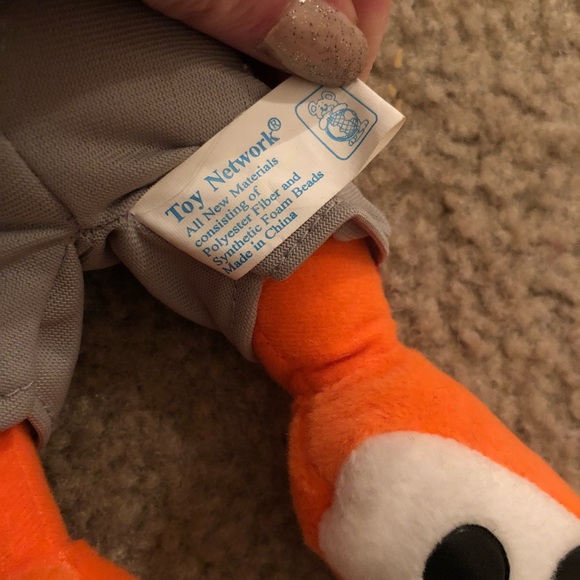 Toy Network®
All New Materials
consisting of
Polyester Fiber and
Synthetic Foam Beads
Made in China